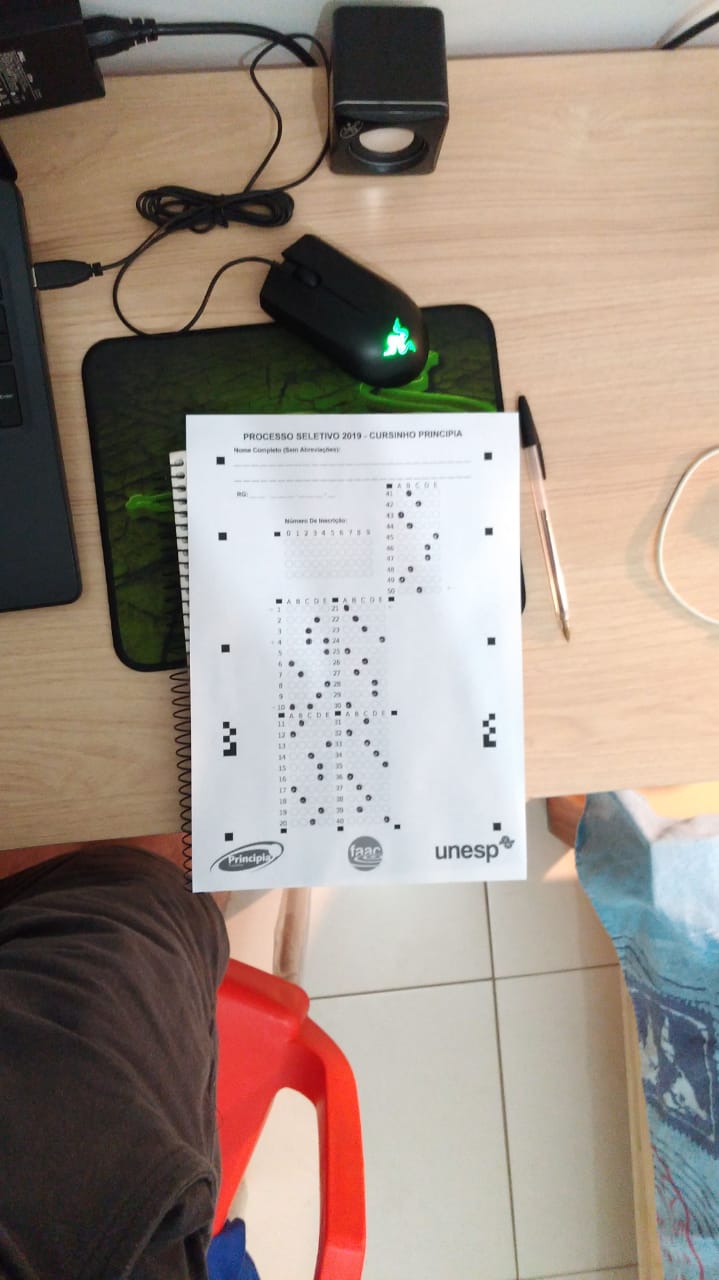 PROCESSO SELETIVO 2019 - CURSINHO PRINCIPIA
Nome Completo (Sem Abreviações):
RG:
A B C D E
41
42
43
44
45
46
47
48
49
50
Número De Inscrição:
0 1 2 3 4 5 6 7 8 9
A B C D E A B C D E
1 21
2 22
3 23
4 24
5 25
6 26
7 27
8 28
9 29
10 30
A B C D E A B C D E
11 31
12 32
13 33
14 34
15 35
16 36
17 37
18 38
19 39
20 40
Principia
faac
unesp
Enter